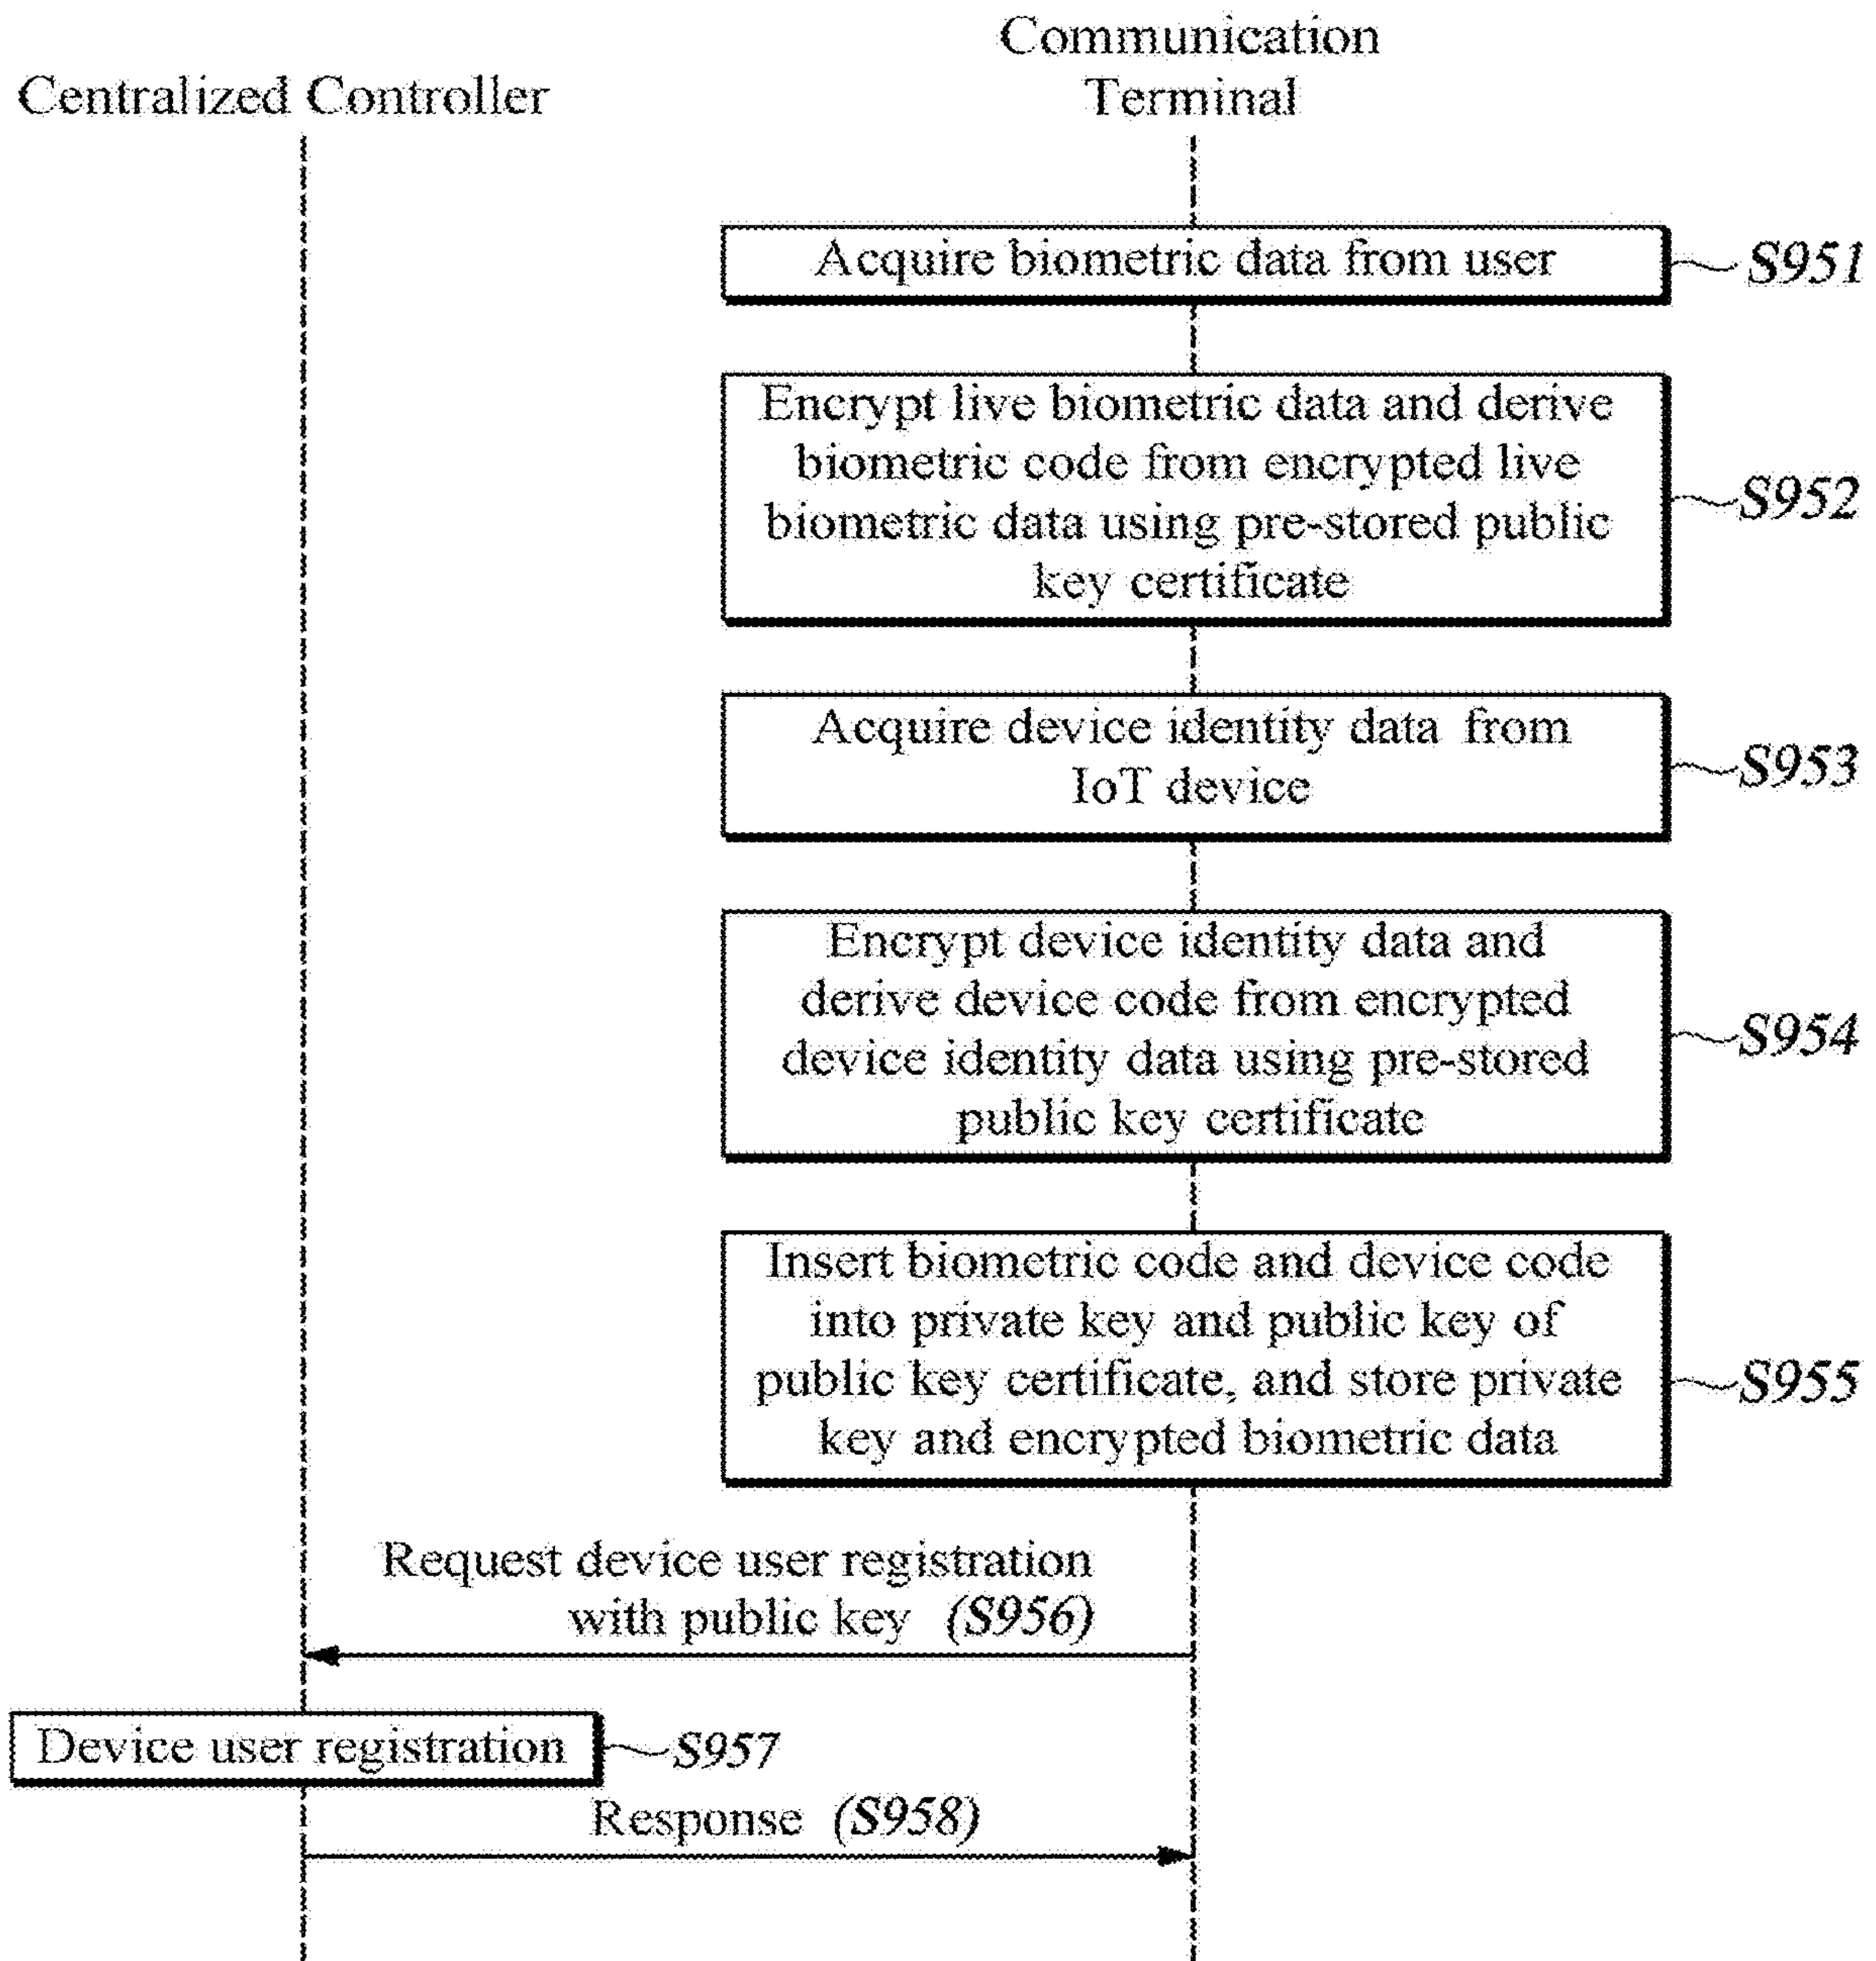 Communication
Terminal
Centralized Controller
Acquire biometric data from user
S951
Encrypt live biometric data and derive
biometric code from encrypted live
biometric data using pre-stored public
key certificate
S952
Acquire device identity data from
IoT device
S953
Encrypt device identity data and
derive device code from encrypted
device identity data using pre-stored
public key certificate
S954
Insert biometric code and device code
into private key and public key of
public key certificate, and store private
key and encrypted biometric data
S955
Request device user registration
with public key (S956)
Device user registration
S957
Response (S958)